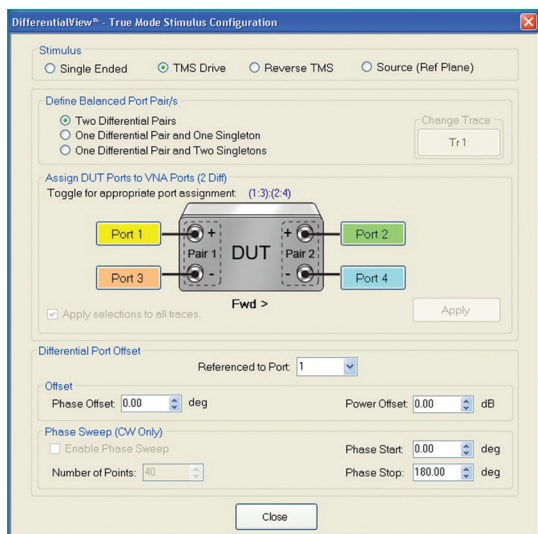 DifferentialView™ - True Mode Stimulus Configuration
Stimulus
Single Ended TMS Drive Reverse TMS Source (Ref Plane)
Define Balanced Port Pair/s
Two Differential Pairs
One Differential Pair and One Singleton
One Differential Pair and Two Singletons
Change Trace
Tr1
Assign DUT Ports to VNA Ports (2 Diff)
Toggle for appropriate port assignment: (1:3):(2:4)
Port 1 + + Port 2
Pair 1 DUT Pair 2
Port 3 - - Port 4
Fwd >
Apply selections to all traces.
Apply
Differential Port Offset
Referenced to Port: 1
Offset
Phase Offset: 0.00 deg Power Offset: 0.00 dB
Phase Sweep (CW Only)
Enable Phase Sweep Phase Start: 0.00 deg
Number of Points: 40 Phase Stop: 180.00 deg
Close